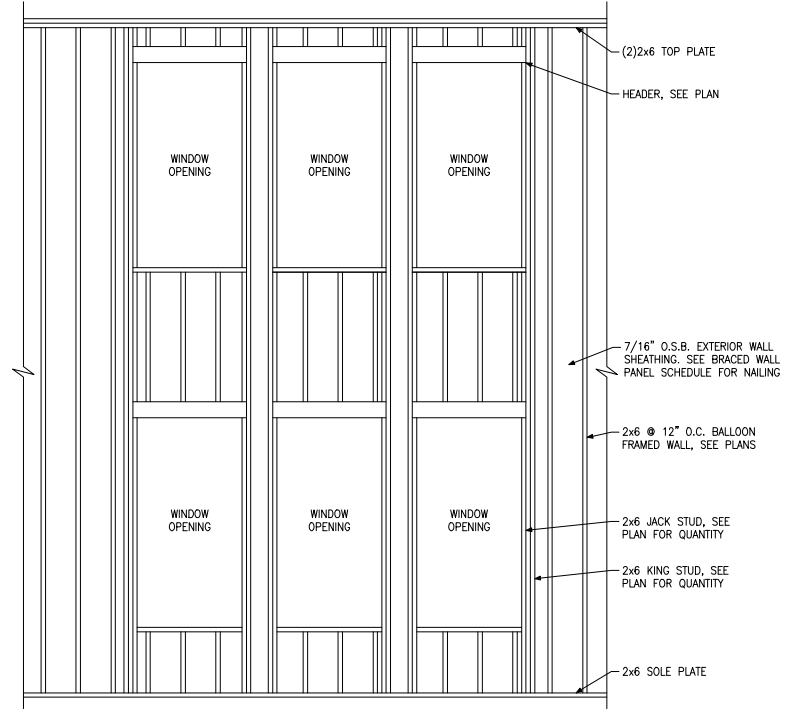 (2)2x6 TOP PLATE
HEADER, SEE PLAN
WINDOW
OPENING
WINDOW
OPENING
WINDOW
OPENING
7/16" O.S.B. EXTERIOR WALL
SHEATHING. SEE BRACED WALL
PANEL SCHEDULE FOR NAILING
2x6 @ 12" O.C. BALLOON
FRAMED WALL, SEE PLANS
WINDOW
OPENING
WINDOW
OPENING
WINDOW
OPENING
2x6 JACK STUD, SEE
PLAN FOR QUANTITY
2x6 KING STUD, SEE
PLAN FOR QUANTITY
2x6 SOLE PLATE